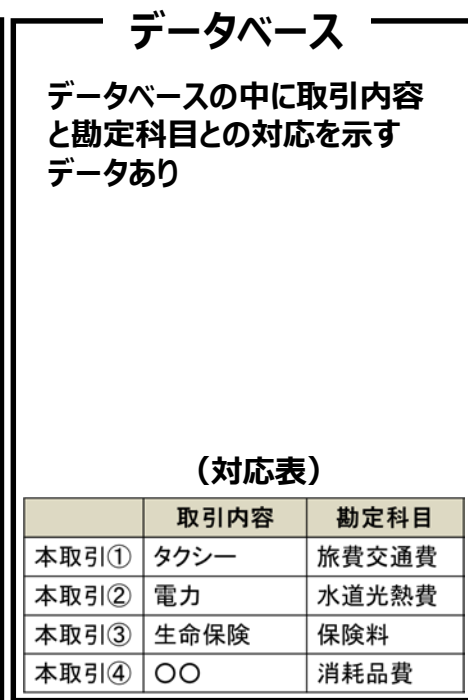 データベース
データベースの中に取引内容
と勘定科目との対応を示す
データあり
（対応表）
取引内容 勘定科目
本取引① タクシー 旅費交通費
本取引② 電力 水道光熱費
本取引③ 生命保険 保険料
本取引④ 〇〇 消耗品費